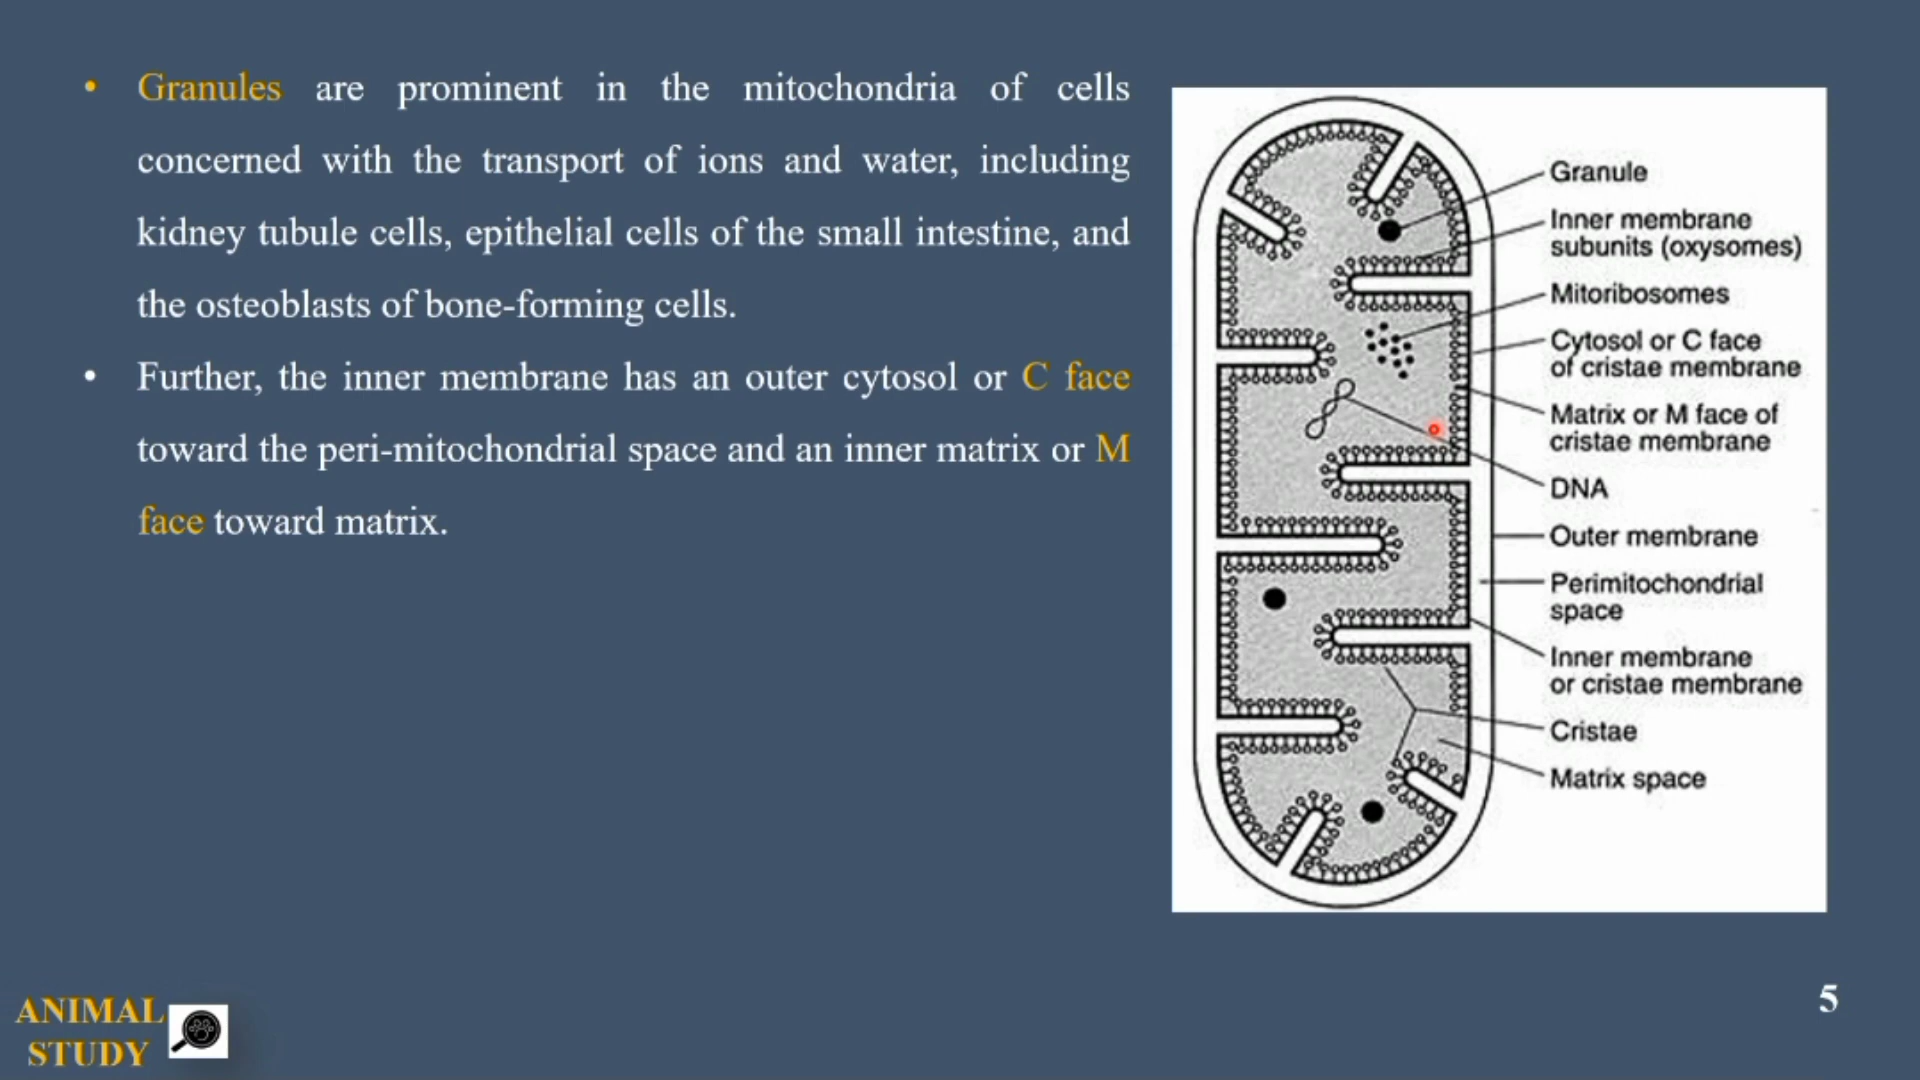 • Granules are prominent in the mitochondria of cells
concerned with the transport of ions and water, including
kidney tubule cells, epithelial cells of the small intestine, and
the osteoblasts of bone-forming cells.
• Further, the inner membrane has an outer cytosol or C face
toward the peri-mitochondrial space and an inner matrix or M
face toward matrix.
Granule
Inner membrane
subunits (oxysomes)
Mitoribosomes
Cytosol or C face
of cristae membrane
Matrix or M face of
cristae membrane
DNA
Outer membrane
Perimitochondrial
space
Inner membrane
or cristae membrane
Cristae
Matrix space
ANIMAL
STUDY
5